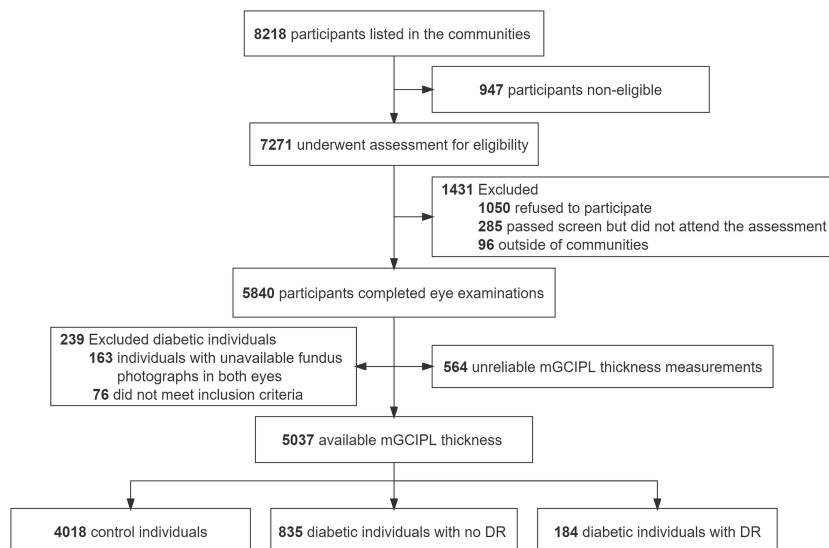 8218 participants listed in the communities
947 participants non-eligible
7271 underwent assessment for eligibility
1431 Excluded
1050 refused to participate
285 passed screen but did not attend the assessment
96 outside of communities
5840 participants completed eye examinations
239 Excluded diabetic individuals
163 individuals with unavailable fundus
photographs in both eyes
76 did not meet inclusion criteria
564 unreliable mGCIPL thickness measurements
5037 available mGCIPL thickness
4018 control individuals
835 diabetic individuals with no DR
184 diabetic individuals with DR